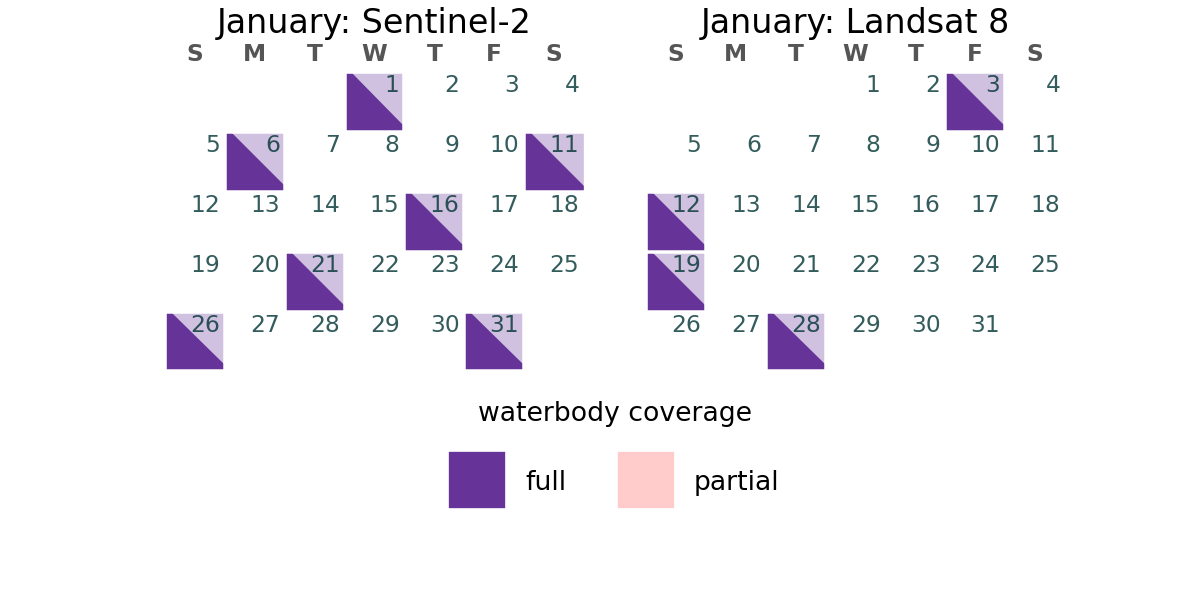 January: Sentinel-2
S M T W T F S
1 2 3 4
5 6 7 8 9 10 11
12 13 14 15 16 17 18
19 20 21 22 23 24 25
26 27 28 29 30 31
January: Landsat 8
S M T W T F S
1 2 3 4
5 6 7 8 9 10 11
12 13 14 15 16 17 18
19 20 21 22 23 24 25
26 27 28 29 30 31
waterbody coverage
full
partial